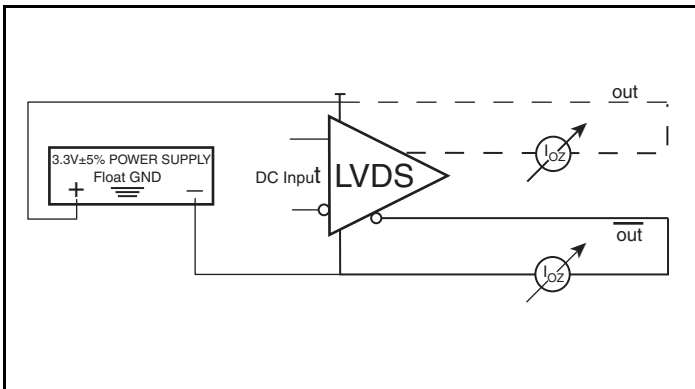 out
3.3V±5% POWER SUPPLY
Float GND
+ −
IOZ
DC Input
LVDS
out
IOZ